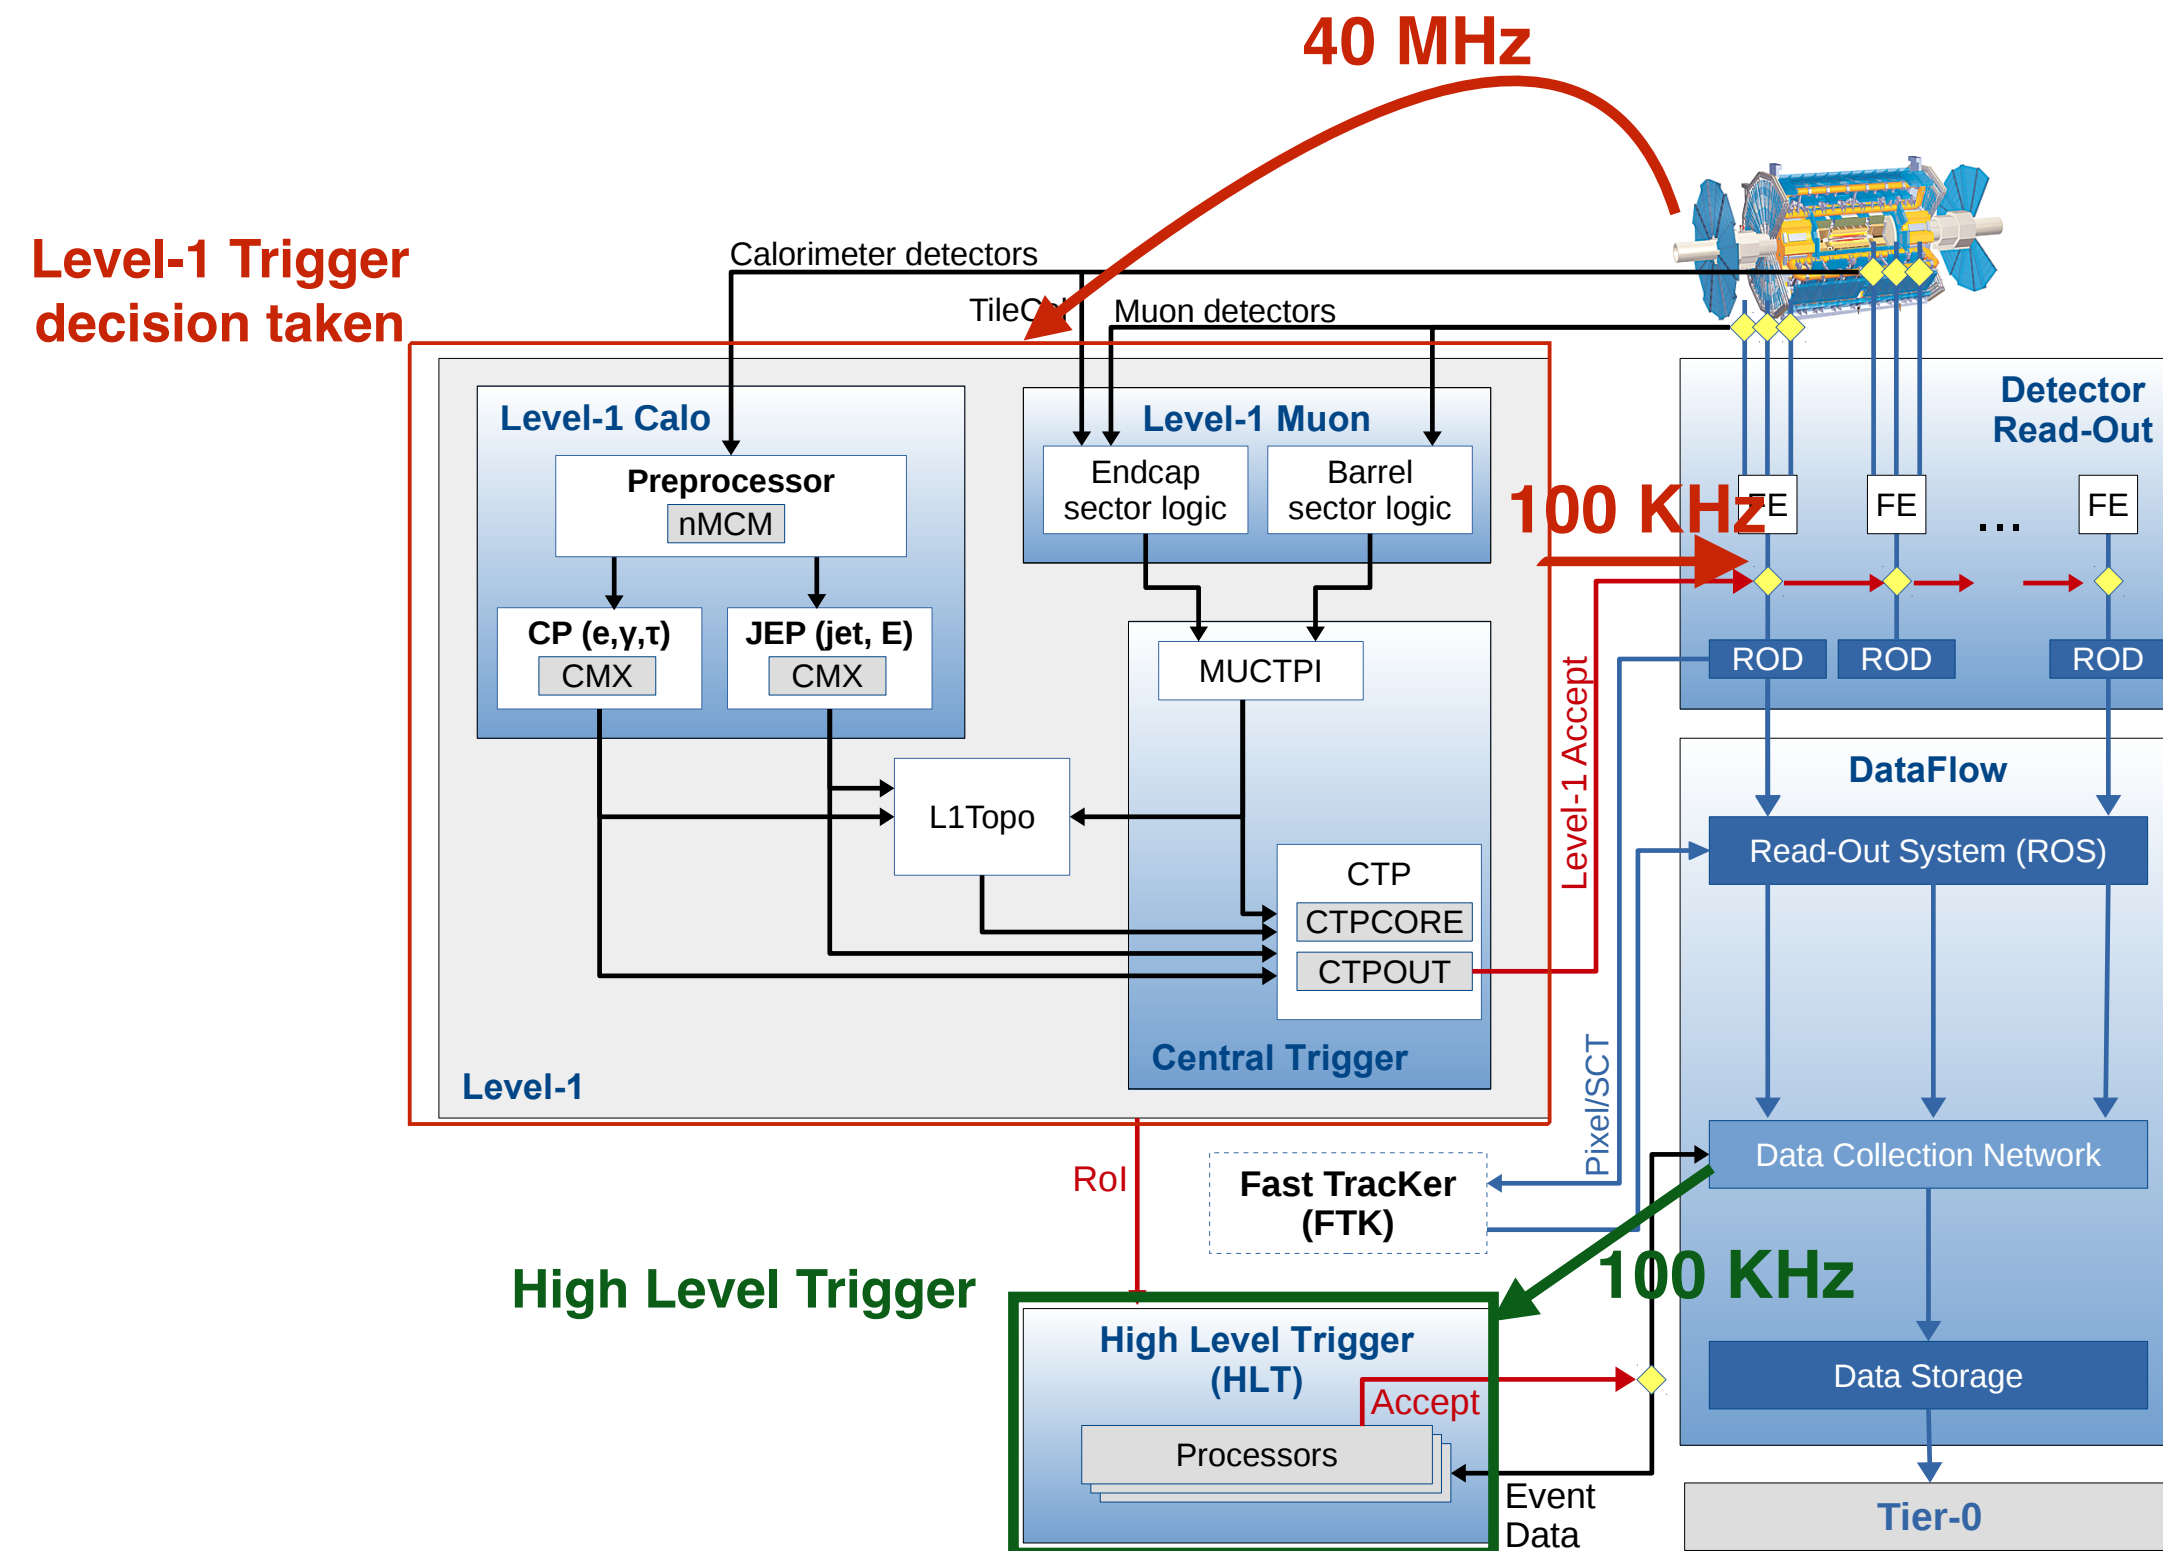 40 MHz
Level-1 Trigger
decision taken
Calorimeter detectors
TileCal
Muon detectors
Level-1 Calo
Preprocessor
nMCM
CP (e,γ,τ)
CMX
JEP (jet, E)
CMX
Level-1 Muon
Endcap
sector logic
Barrel
sector logic
100 KHz
Detector
Read-Out
FE
FE
...
FE
ROD
ROD
ROD
MUCTPI
L1Topo
CTP
CTPCORE
CTPOUT
Central Trigger
Level-1
Level-1 Accept
DataFlow
Read-Out System (ROS)
Pixel/SCT
Data Collection Network
RoI
Fast TracKer
(FTK)
100 KHz
High Level Trigger
High Level Trigger
(HLT)
Accept
Processors
Event
Data
Data Storage
Tier-0